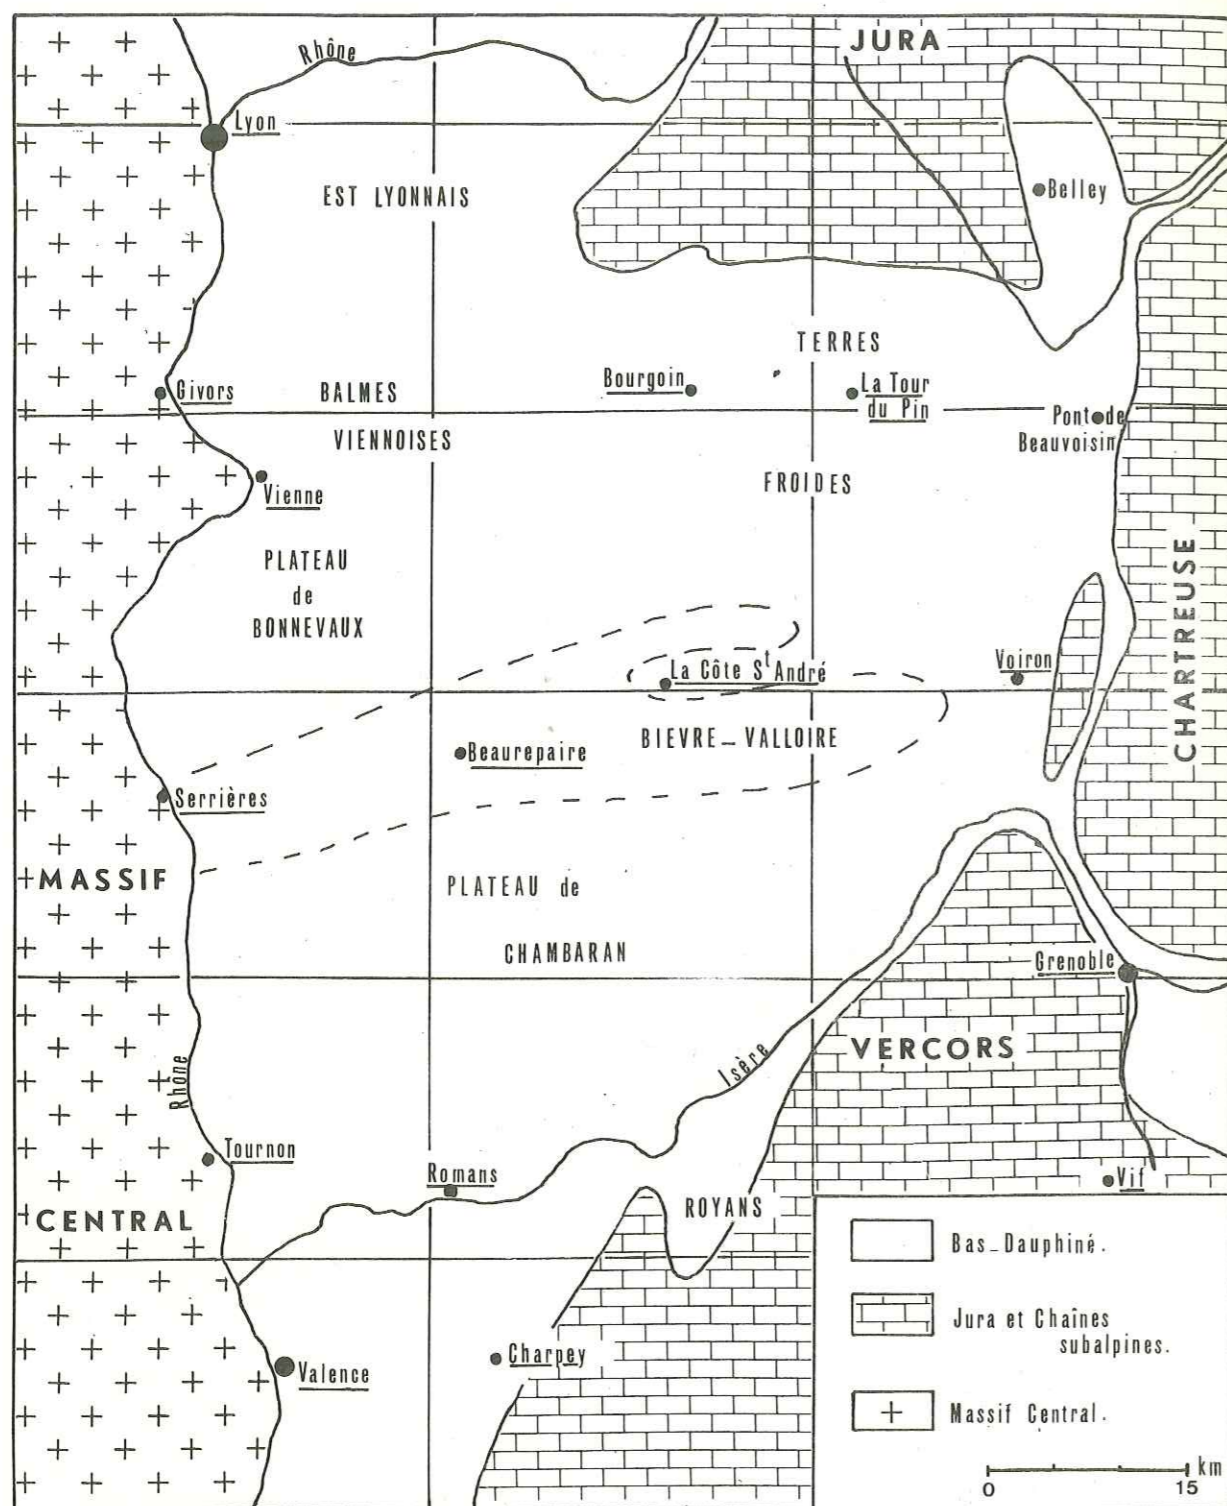 JURA
Rhône
Lyon
Belley
EST LYONNAIS
TERRES
Bourgoin
La Tour
du Pin
Givors
BALMES
VIENNOISES
Pont de
Beauvoisin
FROIDES
Vienne
PLATEAU
de
BONNEVAUX
CHARTREUSE
Voiron
La Côte Sᵗ André
BIEVRE_VALLOIRE
Beaurepaire
Serrières
MASSIF
PLATEAU de
CHAMBARAN
Grenoble
VERCORS
Isère
Rhône
Tournon
Romans
Vif
ROYANS
CENTRAL
Charpey
Valence
Bas_Dauphiné.
Jura et Chaînes
subalpines.
+ Massif Central.
km
0 15